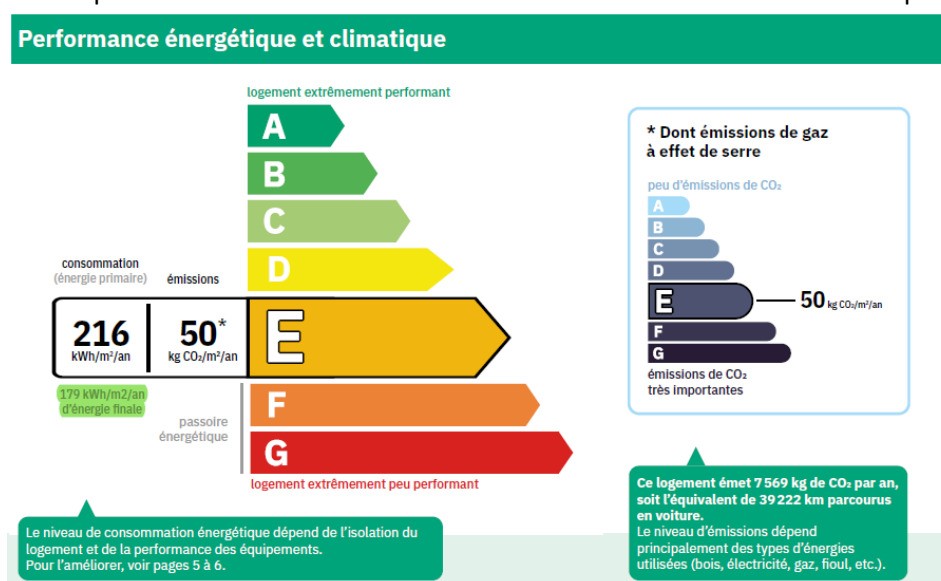 Performance énergétique et climatique
logement extrêmement performant
A
B
C
D
consommation
(énergie primaire)
émissions
216
kWh/m²/an
50*
kg CO₂/m²/an
E
179 kWh/m2/an
d'énergie finale
passoire
énergétique
F
G
logement extrêmement peu performant
Le niveau de consommation énergétique dépend de l'isolation du
logement et de la performance des équipements.
Pour l'améliorer, voir pages 5 à 6.
* Dont émissions de gaz
à effet de serre
peu d'émissions de CO₂
A
B
C
D
E
50 kg CO₂/m²/an
F
G
émissions de CO₂
très importantes
Ce logement émet 7 569 kg de CO₂ par an,
soit l'équivalent de 39 222 km parcourus
en voiture.
Le niveau d'émissions dépend
principalement des types d'énergies
utilisées (bois, électricité, gaz, fioul, etc.).